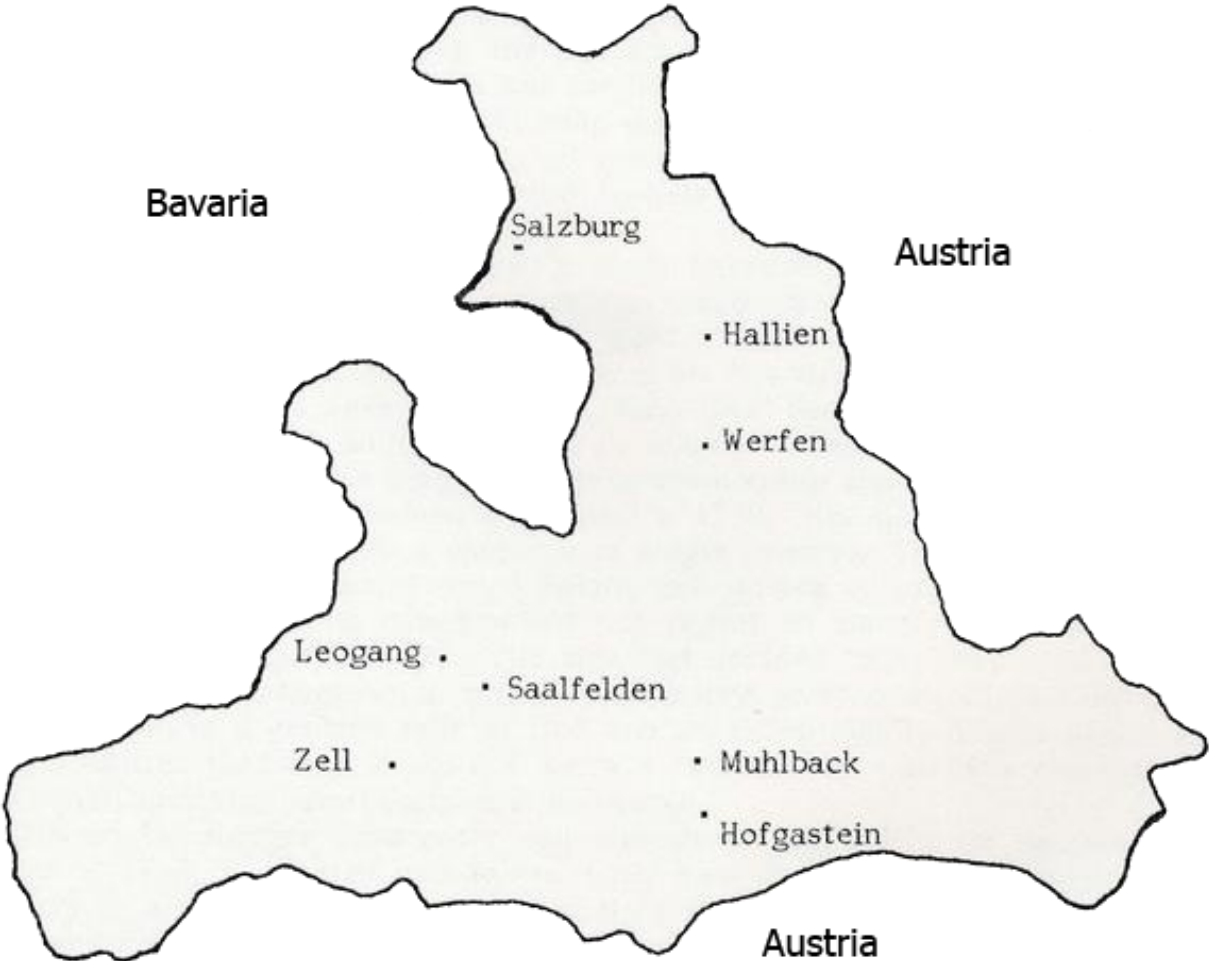 Bavaria
Salzburg
Austria
Hallien
Werfen
Leogang
Saalfelden
Zell
Muhlback
Hofgastein
Austria